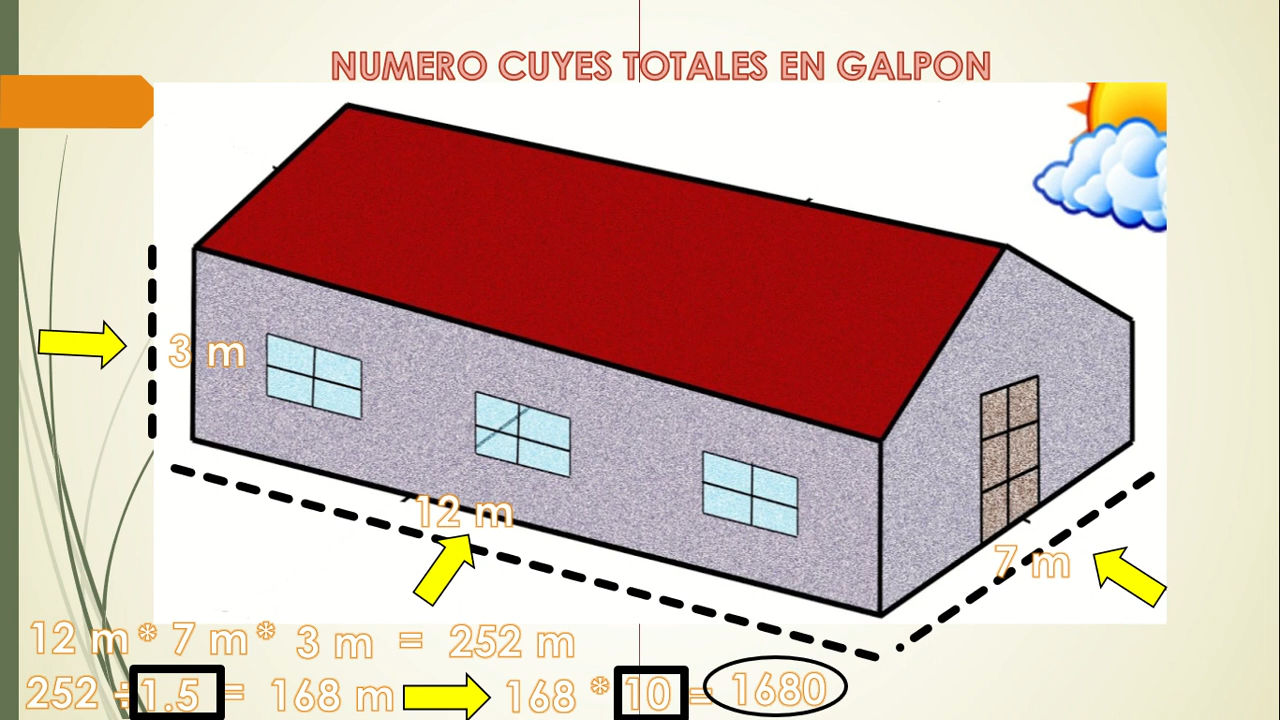 NUMERO CUYES TOTALES EN GALPON
3 m
12 m
7 m
12 m* 7 m* 3 m = 252 m
252 ÷ 1.5 = 168 m 168 * 10 = 1680